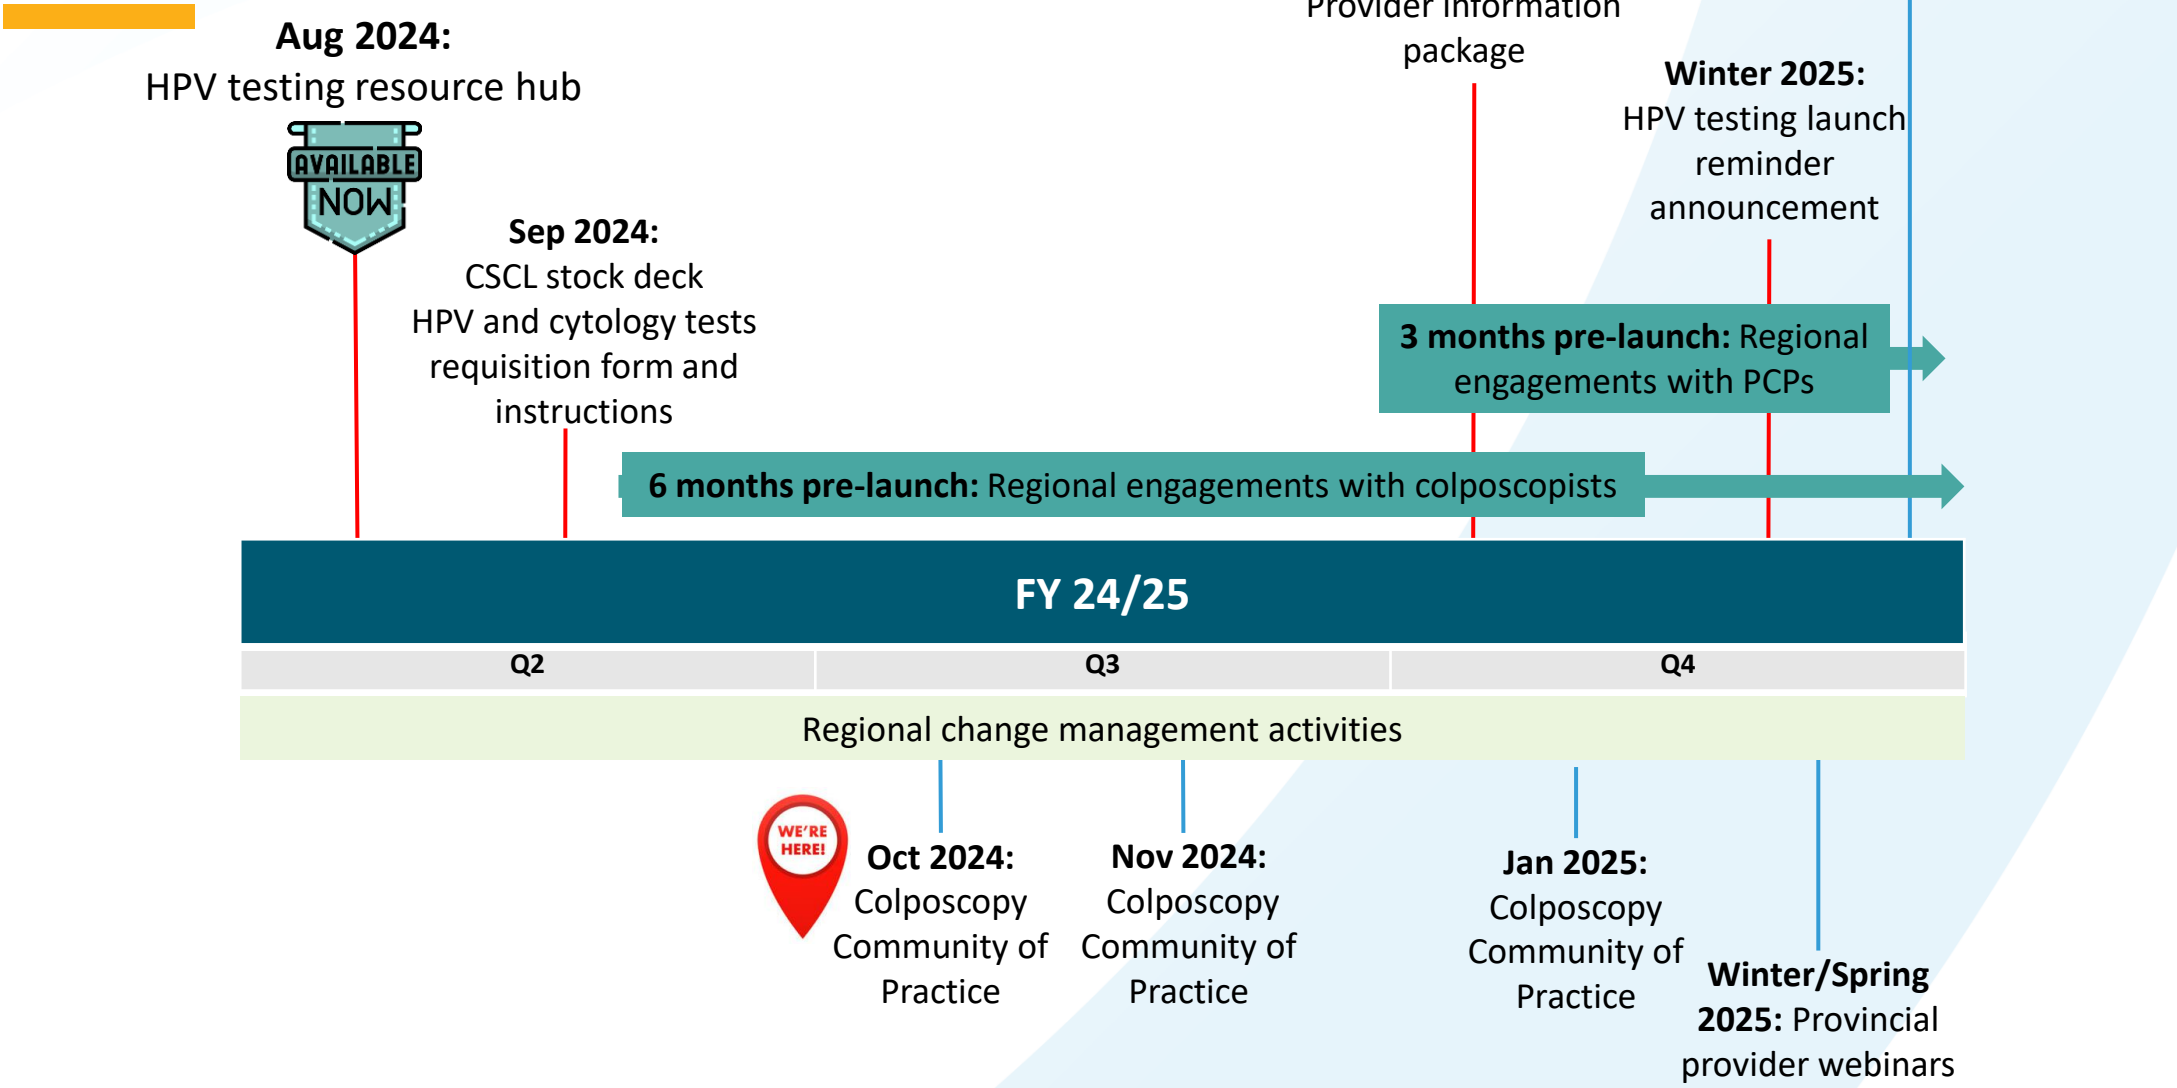 Provider information
package
Aug 2024:
HPV testing resource hub
AVAILABLE
NOW
Winter 2025:
HPV testing launch
reminder
announcement
Sep 2024:
CSCL stock deck
HPV and cytology tests
requisition form and
instructions
3 months pre-launch: Regional
engagements with PCPs
6 months pre-launch: Regional engagements with colposcopists
FY 24/25
Q2
Q3
Q4
Regional change management activities
WE'RE
HERE!
Oct 2024:
Colposcopy
Community of
Practice
Nov 2024:
Colposcopy
Community of
Practice
Jan 2025:
Colposcopy
Community of
Practice
Winter/Spring
2025: Provincial
provider webinars